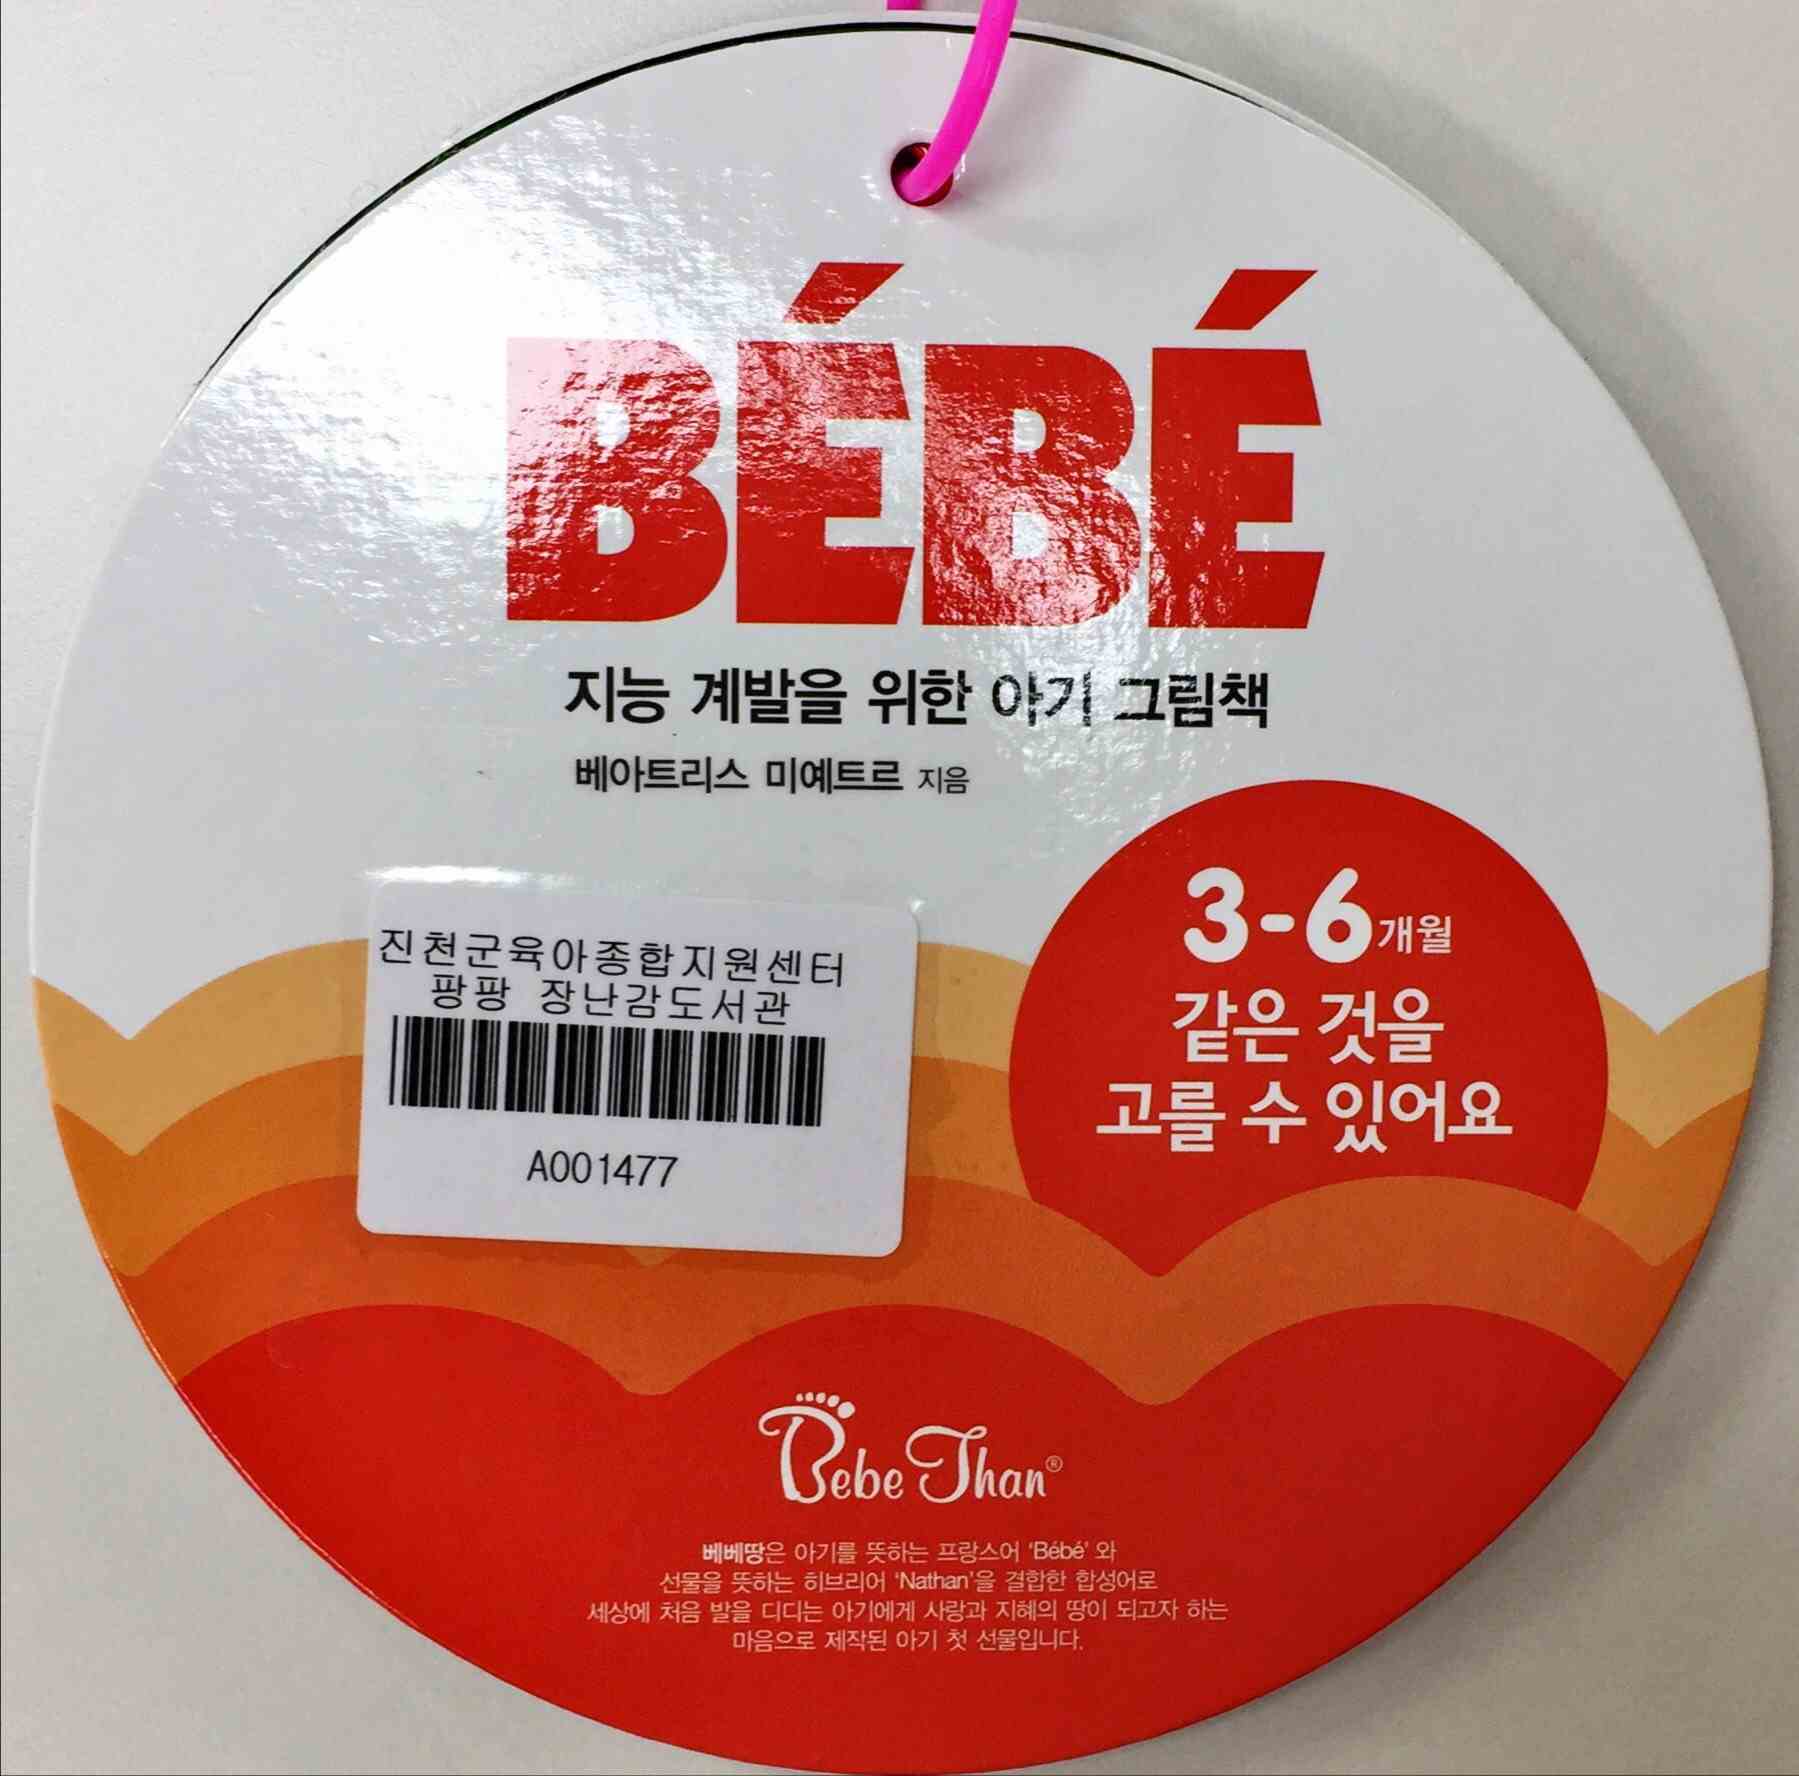 BÉBÉ
지능 계발을 위한 아기 그림책
베아트리스 미예트르 지음
3-6개월
같은 것을
고를 수 있어요
진천군육아종합지원센터
팡팡 장난감도서관
A001477
Bebe Than®
베베땅은 아기를 뜻하는 프랑스어 ‘Bébé’ 와
선물을 뜻하는 히브리어 ‘Nathan’을 결합한 합성어로
세상에 처음 발을 디디는 아기에게 사랑과 지혜의 땅이 되고자 하는
마음으로 제작된 아기 첫 선물입니다.